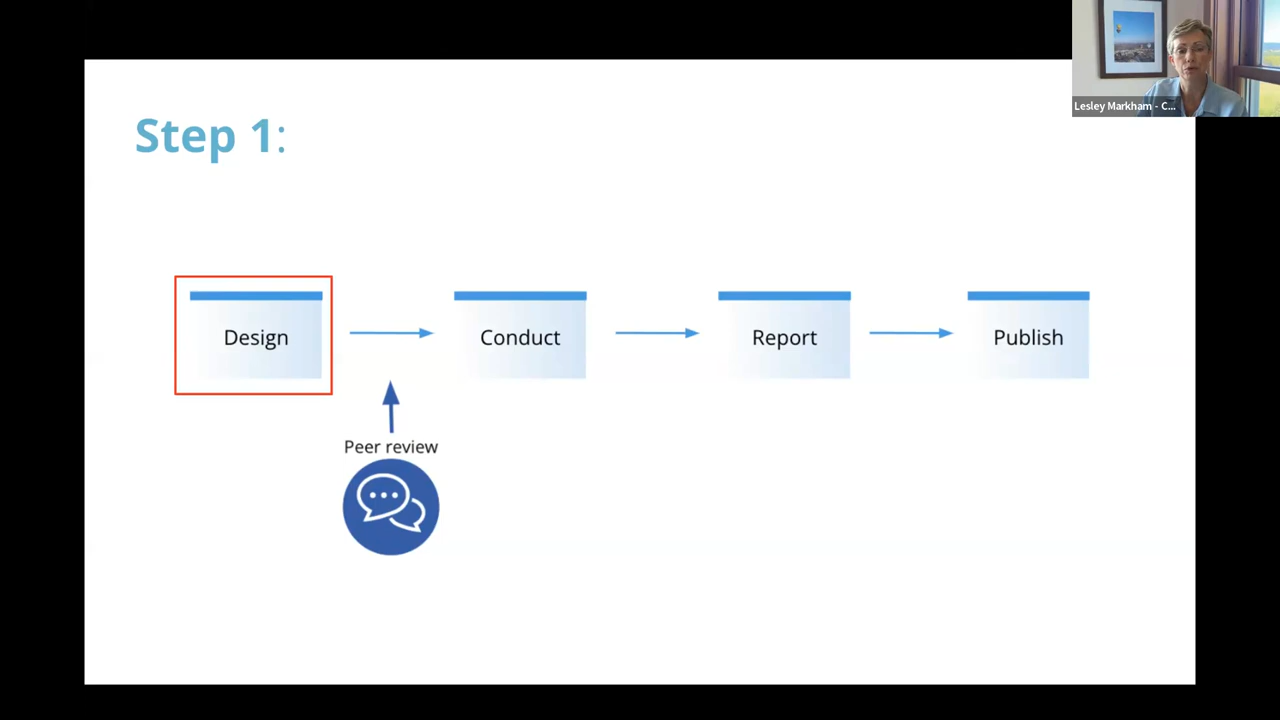 Lesley Markham - C...
Step 1:
Design
Conduct
Report
Publish
Peer review